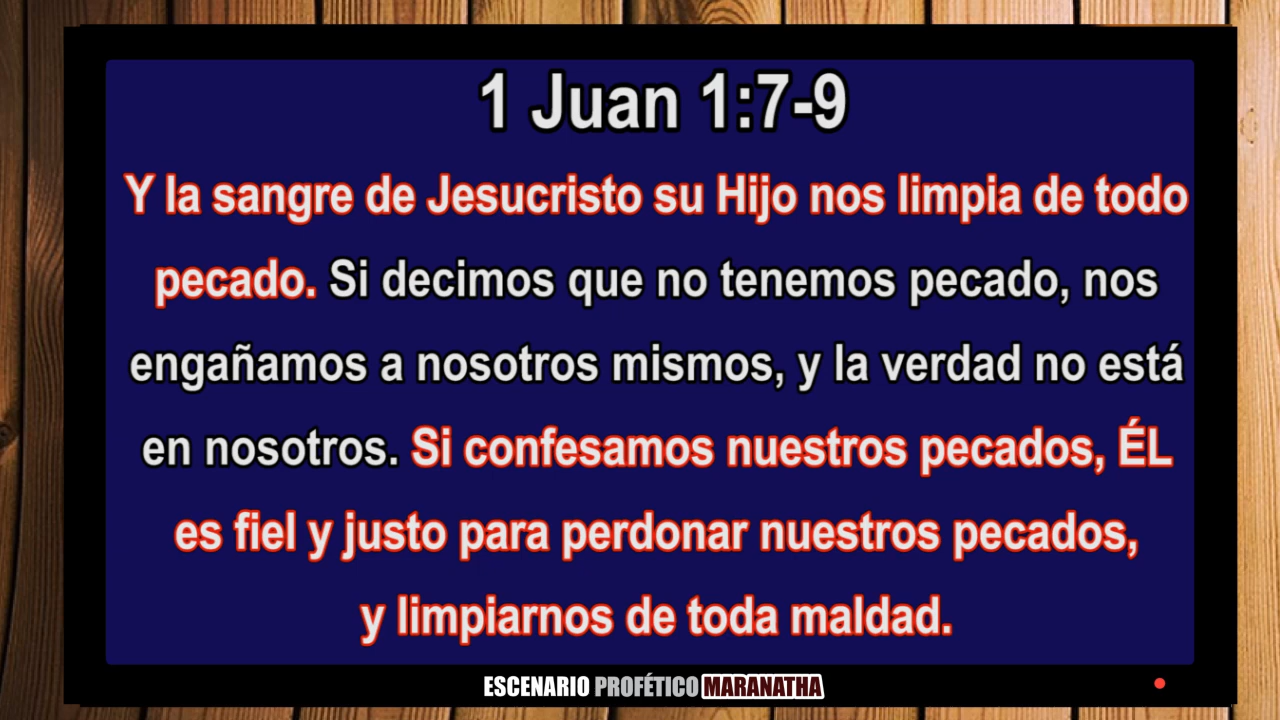 1 Juan 1:7-9
Y la sangre de Jesucristo su Hijo nos limpia de todo
pecado. Si decimos que no tenemos pecado, nos
engañamos a nosotros mismos, y la verdad no está
en nosotros. Si confesamos nuestros pecados, ÉL
es fiel y justo para perdonar nuestros pecados,
y limpiarnos de toda maldad.
ESCENARIO PROFÉTICO MARANATHA